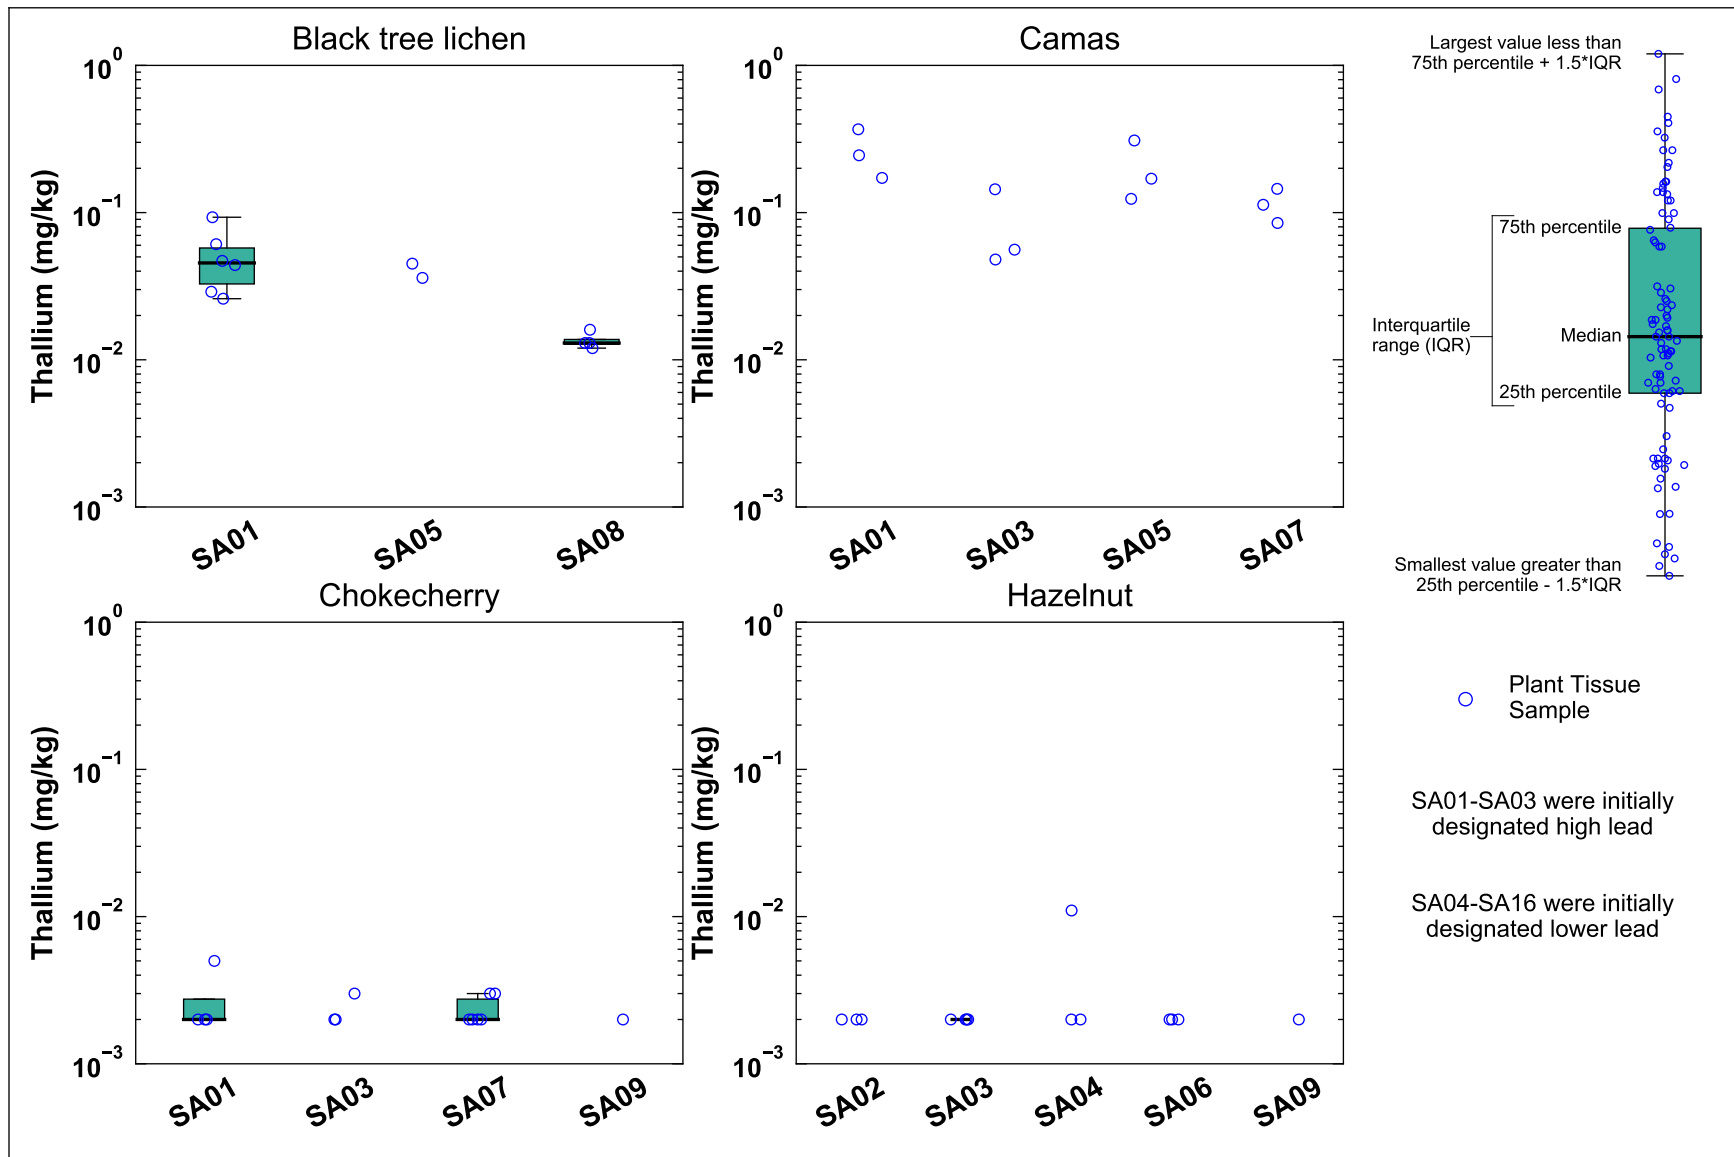 Black tree lichen
Thallium (mg/kg)
10^0
10^−1
10^−2
10^−3
SA01
SA05
SA08
Camas
Thallium (mg/kg)
10^0
10^−1
10^−2
10^−3
SA01
SA03
SA05
SA07
Chokecherry
Thallium (mg/kg)
10^0
10^−1
10^−2
10^−3
SA01
SA03
SA07
SA09
Hazelnut
Thallium (mg/kg)
10^0
10^−1
10^−2
10^−3
SA02
SA03
SA04
SA06
SA09
Largest value less than
75th percentile + 1.5*IQR
75th percentile
Interquartile
range (IQR)
Median
25th percentile
Smallest value greater than
25th percentile - 1.5*IQR
Plant Tissue
Sample
SA01-SA03 were initially
designated high lead
SA04-SA16 were initially
designated lower lead